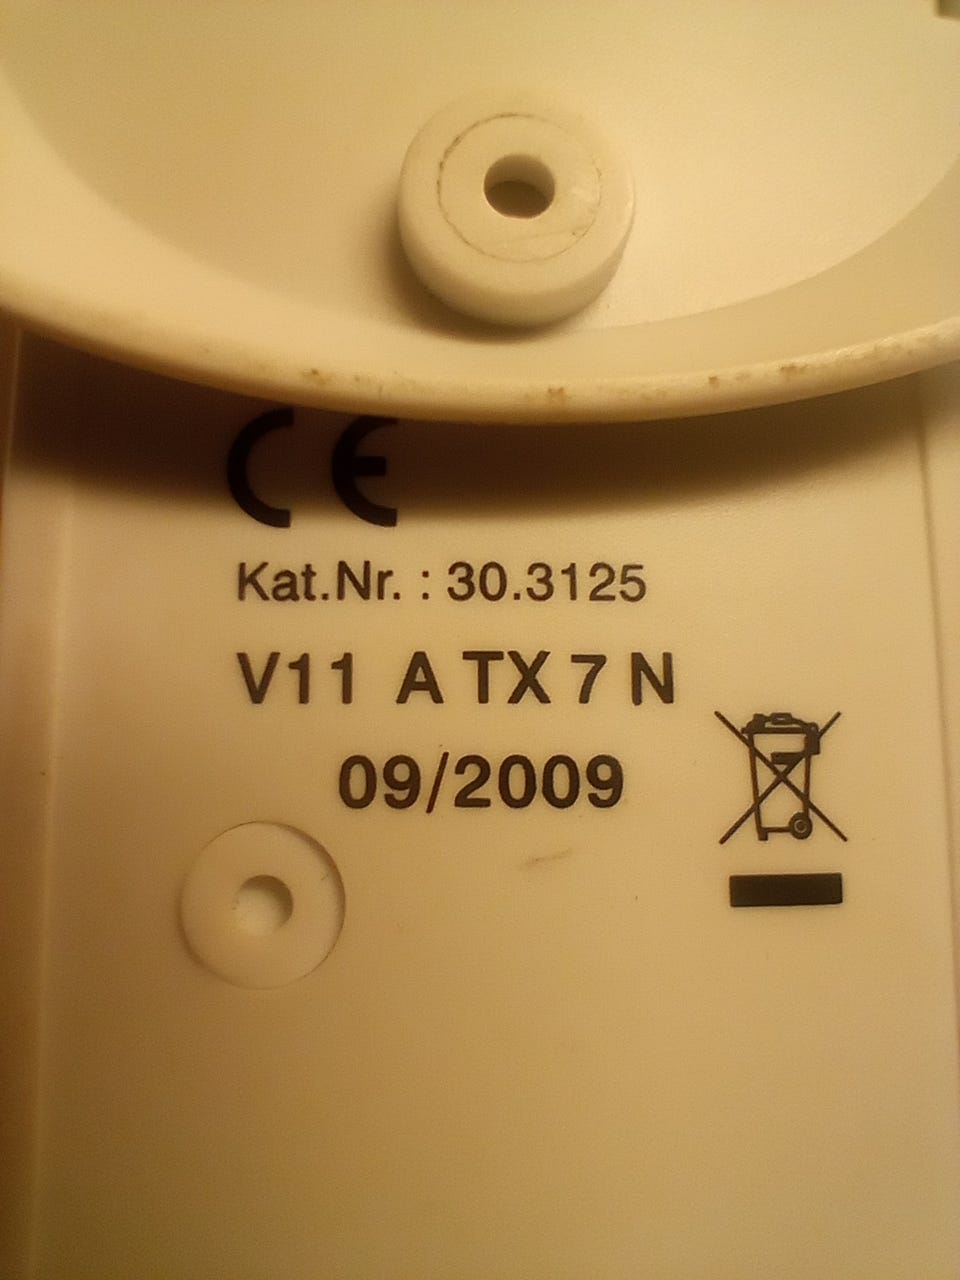 CE
Kat.Nr. : 30.3125
V11 A TX 7 N
09/2009